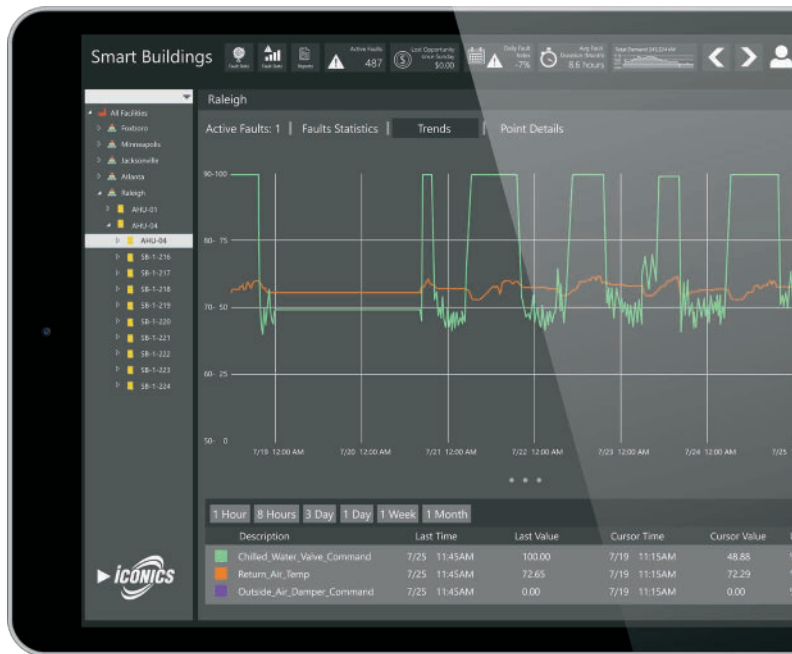 Smart Buildings
Active Faults
487
Lost Opportunity
since Sunday
$0.00
Daily Fault
Index
-7%
Avg Fault
Duration (Month)
8.6 hours
Reports
Raleigh
Active Faults: 1 | Faults Statistics | Trends | Point Details
All Facilities
Foxboro
Minneapolis
Jacksonville
Atlanta
Raleigh
AHU-01
AHU-04
AHU-04
SB-1-216
SB-1-217
SB-1-218
SB-1-219
SB-1-220
SB-1-221
SB-1-222
SB-1-223
SB-1-224
90-100
80- 75
70- 50
60- 25
50- 0
7/19 12:00 AM 7/20 12:00 AM 7/21 12:00 AM 7/22 12:00 AM 7/23 12:00 AM 7/24 12:00 AM 7/25
1 Hour 8 Hours 3 Day 1 Day 1 Week 1 Month
Description Last Time Last Value Cursor Time Cursor Value
Chilled_Water_Valve_Command 7/25 11:45AM 100.00 7/19 11:15AM 48.88
Return_Air_Temp 7/25 11:45AM 72.65 7/19 11:15AM 72.29
Outside_Air_Damper_Command 7/25 11:45AM 0.00 7/19 11:15AM 0.00
ICONICS